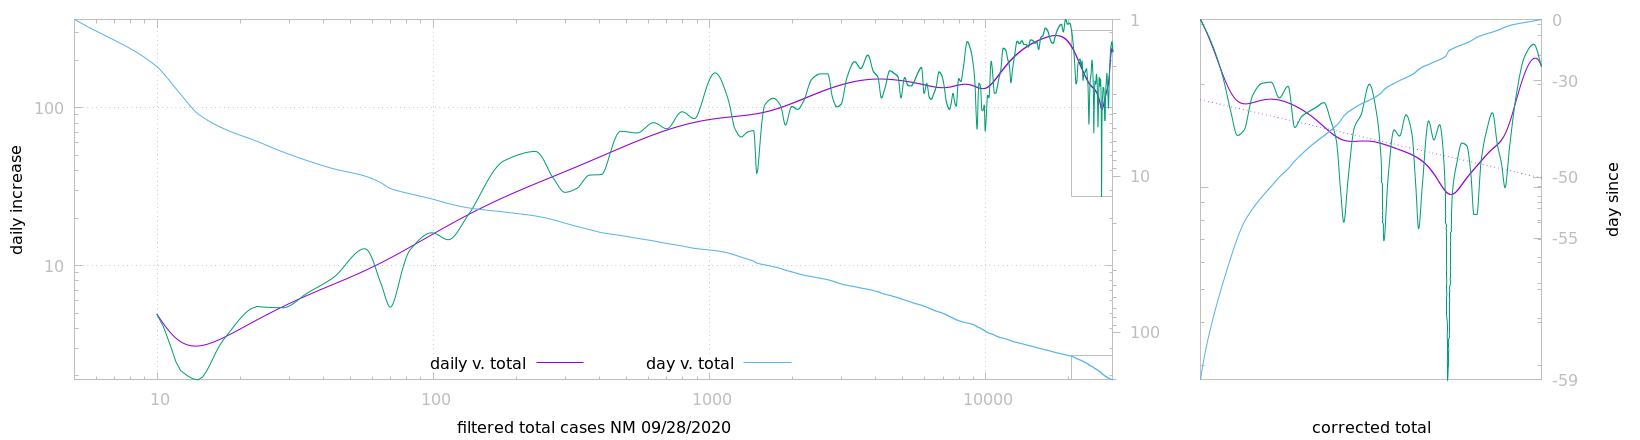 1
0
-30
100
daily increase
10
-50
day since
-55
10
100
daily v. total
day v. total
-59
10
100
1000
10000
filtered total cases NM 09/28/2020
corrected total